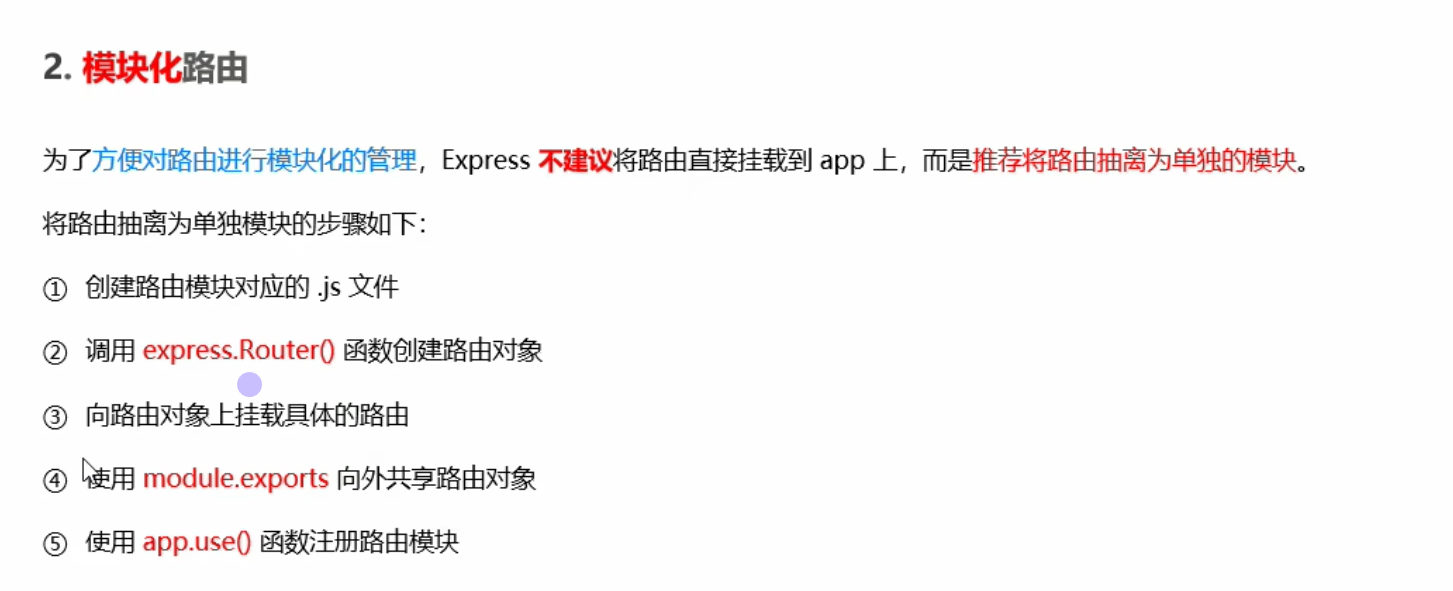 2. 模块化路由
为了方便对路由进行模块化的管理，Express 不建议将路由直接挂载到 app 上，而是推荐将路由抽离为单独的模块。
将路由抽离为单独模块的步骤如下：
① 创建路由模块对应的 .js 文件
② 调用 express.Router() 函数创建路由对象
③ 向路由对象上挂载具体的路由
④ 使用 module.exports 向外共享路由对象
⑤ 使用 app.use() 函数注册路由模块